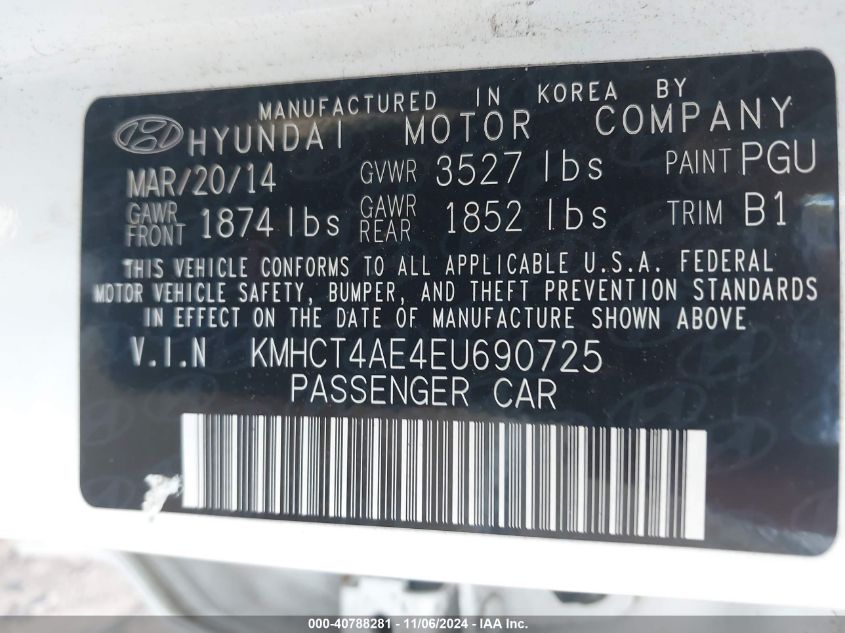 MANUFACTURED IN KOREA BY
HYUNDAI MOTOR COMPANY
MAR/20/14 GVWR 3527 lbs PAINT PGU
GAWR FRONT 1874 lbs GAWR REAR 1852 lbs TRIM B1
THIS VEHICLE CONFORMS TO ALL APPLICABLE U.S.A. FEDERAL
MOTOR VEHICLE SAFETY, BUMPER, AND THEFT PREVENTION STANDARDS
IN EFFECT ON THE DATE OF MANUFACTURE SHOWN ABOVE
V.I.N KMHCT4AE4EU690725
PASSENGER CAR
000-40788281 - 11/06/2024 - IAAI.com